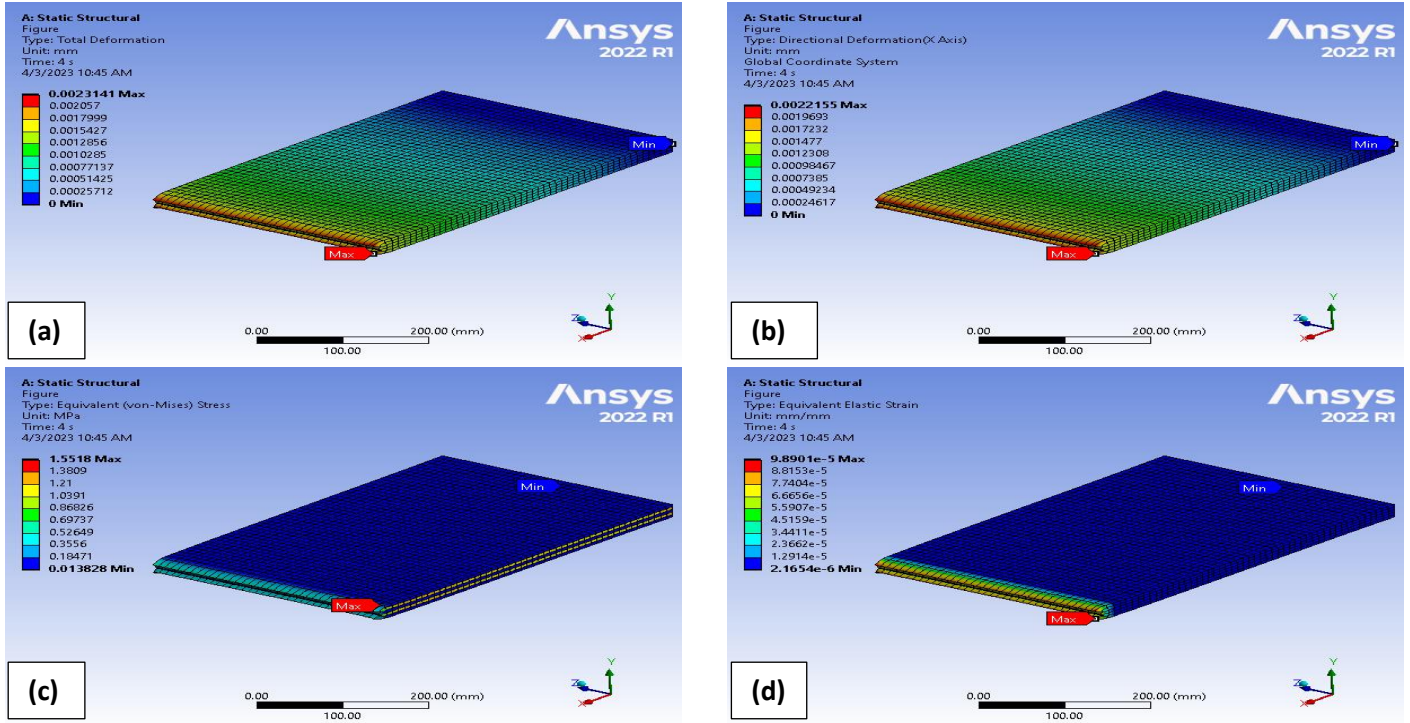 A: Static Structural
Figure
Type: Total Deformation
Unit: mm
Time: 4 s
4/3/2023 10:45 AM
Ansys
2022 R1
0.0023141 Max
0.002057
0.0017999
0.0015427
0.0012856
0.0010285
0.00077137
0.00051425
0.00025712
0 Min
Min
Max
Y
Z
X
0.00
200.00 (mm)
100.00
(a)
A: Static Structural
Figure
Type: Directional Deformation(X Axis)
Unit: mm
Global Coordinate System
Time: 4 s
4/3/2023 10:45 AM
Ansys
2022 R1
0.0022155 Max
0.0019693
0.0017232
0.001477
0.0012308
0.00098467
0.0007385
0.00049234
0.00024617
0 Min
Min
Max
Y
Z
X
0.00
200.00 (mm)
100.00
(b)
A: Static Structural
Figure
Type: Equivalent (von-Mises) Stress
Unit: MPa
Time: 4 s
4/3/2023 10:45 AM
Ansys
2022 R1
1.5518 Max
1.3809
1.21
1.0391
0.86826
0.69737
0.52649
0.3556
0.18471
0.013828 Min
Min
Max
Y
Z
X
0.00
200.00 (mm)
100.00
(c)
A: Static Structural
Figure
Type: Equivalent Elastic Strain
Unit: mm/mm
Time: 4 s
4/3/2023 10:45 AM
Ansys
2022 R1
9.8901e-5 Max
8.8153e-5
7.7404e-5
6.6656e-5
5.5907e-5
4.5159e-5
3.4411e-5
2.3662e-5
1.2914e-5
2.1654e-6 Min
Min
Max
Y
Z
X
0.00
200.00 (mm)
100.00
(d)